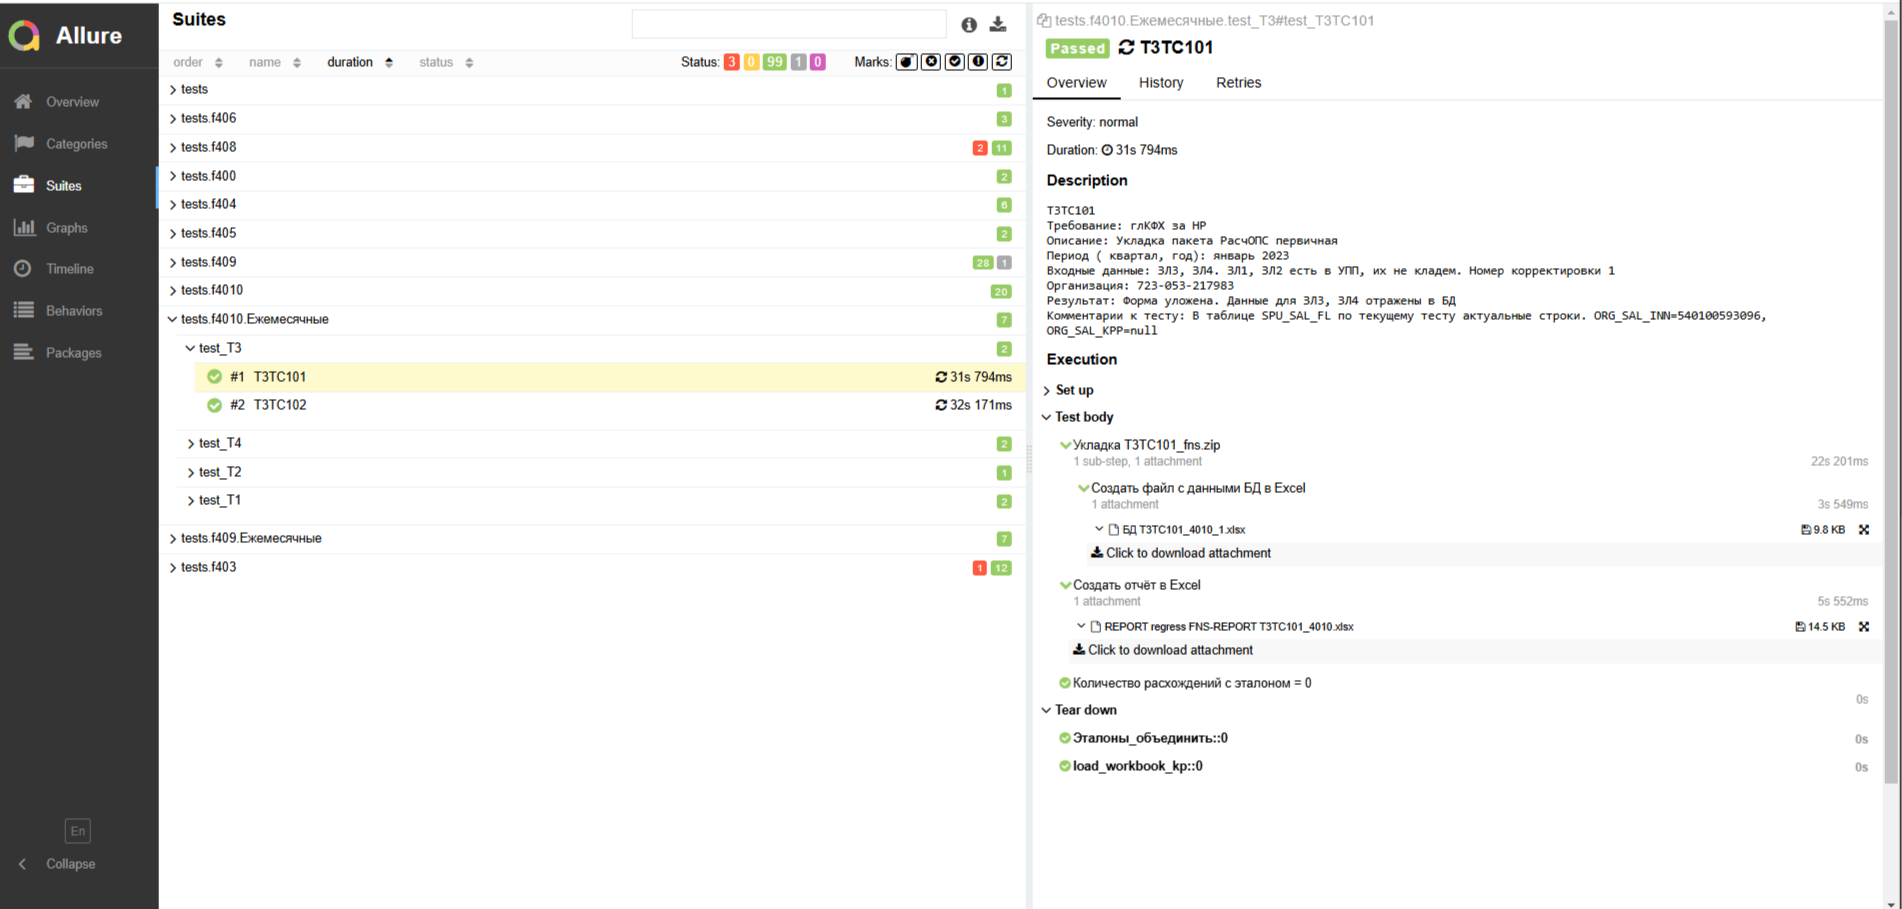 Allure
Overview
Categories
Suites
Graphs
Timeline
Behaviors
Packages
En
Collapse
Suites
order name duration status
Status: 3 0 99 1 0 Marks:
tests 1
tests.f406 3
tests.f408 2 11
tests.f400 2
tests.f404 6
tests.f405 2
tests.f409 28 1
tests.f4010 20
tests.f4010.Ежемесячные 7
test_T3 2
#1 T3TC101 31s 794ms
#2 T3TC102 32s 171ms
test_T4 2
test_T2 1
test_T1 2
tests.f409.Ежемесячные 7
tests.f403 1 12
tests.f4010.Ежемесячные.test_T3#test_T3TC101
Passed T3TC101
Overview History Retries
Severity: normal
Duration: 31s 794ms
Description
T3TC101
Требование: глКФХ за НР
Описание: Укладка пакета РасчОПС первичная
Период ( квартал, год): январь 2023
Входные данные: ЗЛ3, ЗЛ4. ЗЛ1, ЗЛ2 есть в УПП, их не кладем. Номер корректировки 1
Организация: 723-053-217983
Результат: Форма уложена. Данные для ЗЛ3, ЗЛ4 отражены в БД
Комментарии к тесту: В таблице SPU_SAL_FL по текущему тесту актуальные строки. ORG_SAL_INN=540100593096,
ORG_SAL_KPP=null
Execution
Set up
Test body
Укладка T3TC101_fns.zip
1 sub-step, 1 attachment 22s 201ms
Создать файл с данными БД в Excel
1 attachment 3s 549ms
БД T3TC101_4010_1.xlsx 9.8 KB
Click to download attachment
Создать отчёт в Excel
1 attachment 5s 552ms
REPORT regress FNS-REPORT T3TC101_4010.xlsx 14.5 KB
Click to download attachment
Количество расхождений с эталоном = 0
0s
Tear down
Эталоны_объединить::0 0s
load_workbook_kp::0 0s